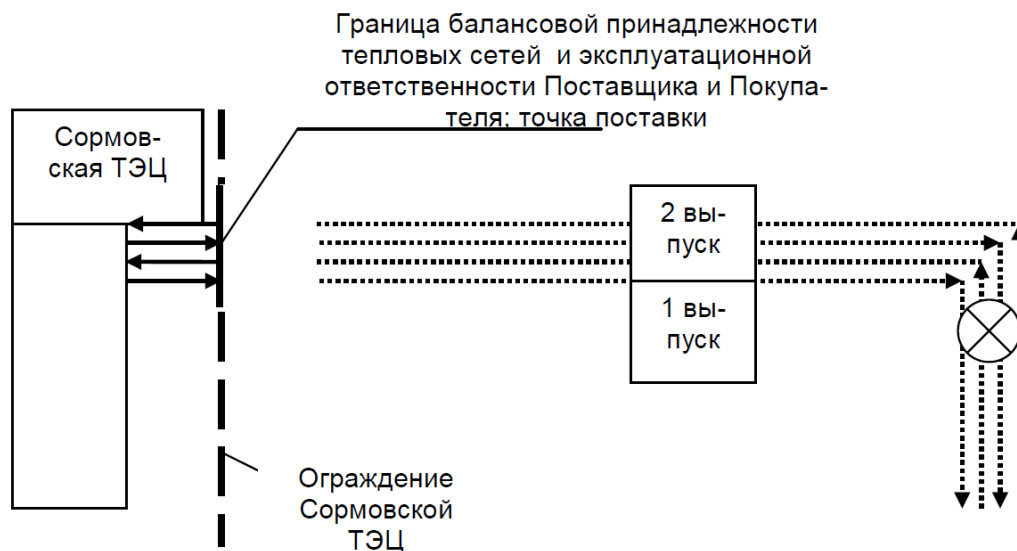 Граница балансовой принадлежности
тепловых сетей и эксплуатационной
ответственности Поставщика и Покупа-
теля; точка поставки
Сормов-
ская ТЭЦ
2 вы-
пуск
1 вы-
пуск
Ограждение
Сормовской
ТЭЦ